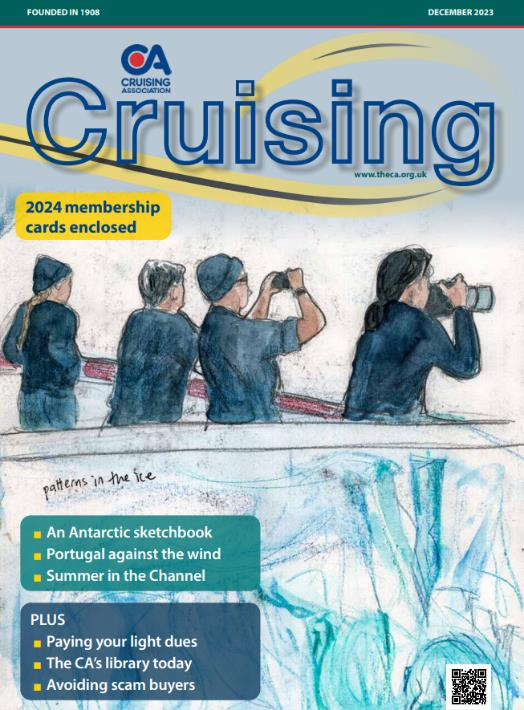 FOUNDED IN 1908 DECEMBER 2023
CA
CRUISING
ASSOCIATION
Cruising
www.theca.org.uk
2024 membership
cards enclosed
patterns in the ice
An Antarctic sketchbook
Portugal against the wind
Summer in the Channel
PLUS
Paying your light dues
The CA's library today
Avoiding scam buyers